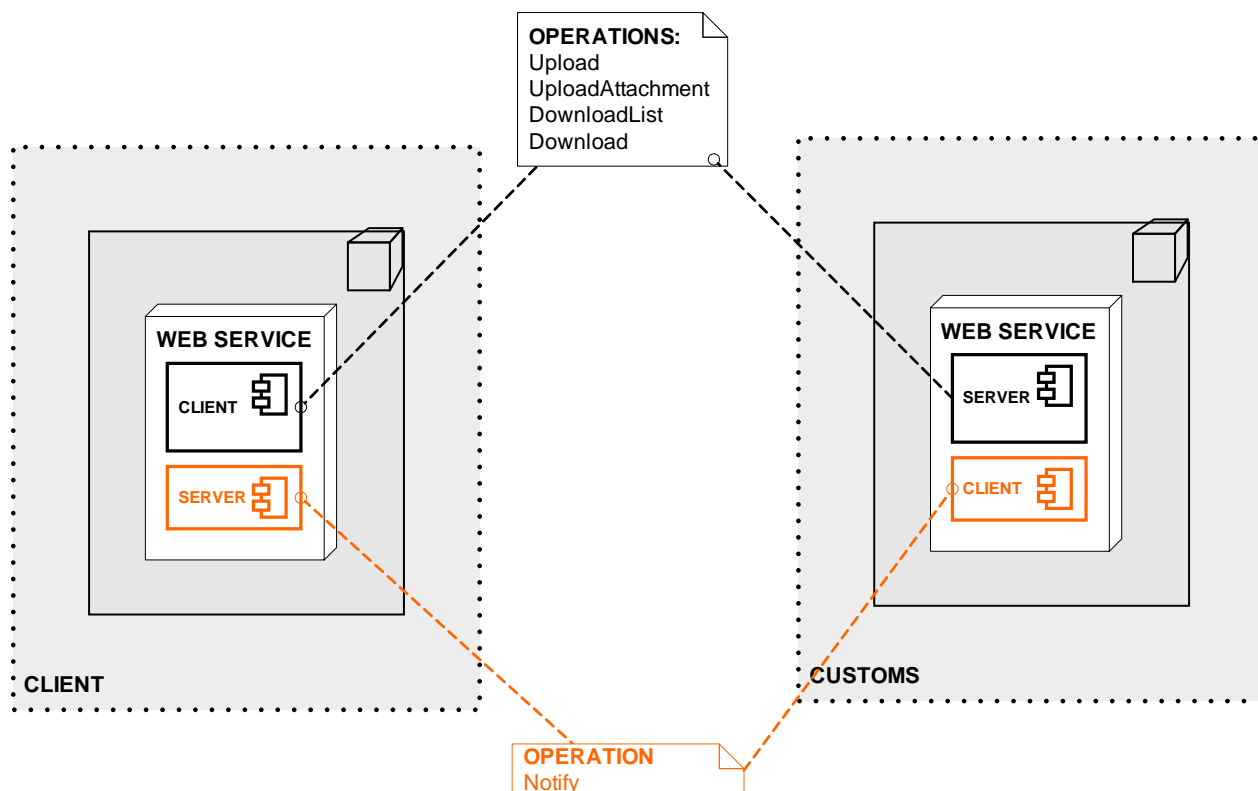 OPERATIONS:
Upload
UploadAttachment
DownloadList
Download
WEB SERVICE
CLIENT
SERVER
CLIENT
WEB SERVICE
SERVER
CLIENT
CUSTOMS
OPERATION
Notify